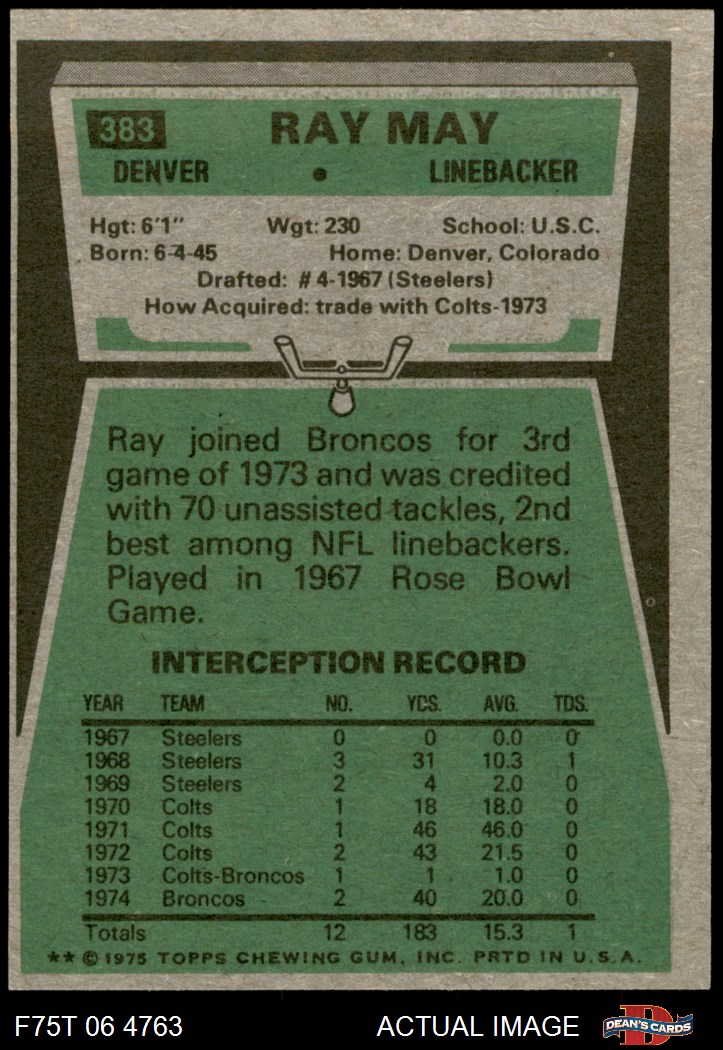 383 RAY MAY
DENVER • LINEBACKER
Hgt: 6'1" Wgt: 230 School: U.S.C.
Born: 6-4-45 Home: Denver, Colorado
Drafted: #4-1967 (Steelers)
How Acquired: trade with Colts-1973
Ray joined Broncos for 3rd
game of 1973 and was credited
with 70 unassisted tackles, 2nd
best among NFL linebackers.
Played in 1967 Rose Bowl
Game.
INTERCEPTION RECORD
YEAR TEAM NO. YCS. AVG. TDS.
1967 Steelers 0 0 0.0 0
1968 Steelers 3 31 10.3 1
1969 Steelers 2 4 2.0 0
1970 Colts 1 18 18.0 0
1971 Colts 1 46 46.0 0
1972 Colts 2 43 21.5 0
1973 Colts-Broncos 1 1 1.0 0
1974 Broncos 2 40 20.0 0
Totals 12 183 15.3 1
** © 1975 TOPPS CHEWING GUM, INC. PRTD IN U.S.A.
F75T 06 4763 ACTUAL IMAGE D DEAN'S CARDS